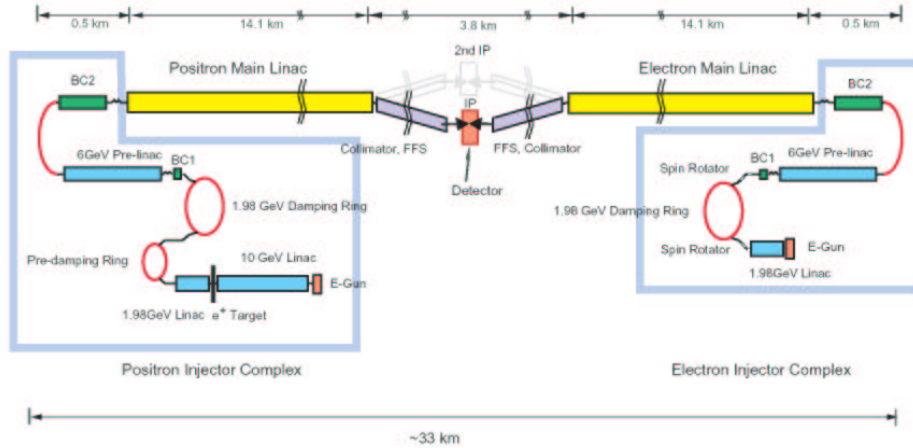 0.5 km 14.1 km 3.8 km 14.1 km 0.5 km
2nd IP
Positron Main Linac Electron Main Linac
BC2 BC2
IP
Collimator, FFS FFS, Collimator
6GeV Pre-linac BC1 Spin Rotator BC1 6GeV Pre-linac
Detector
1.98 GeV Damping Ring 1.98 GeV Damping Ring
Pre-damping Ring 10 GeV Linac Spin Rotator E-Gun
E-Gun 1.98GeV Linac
1.98GeV Linac e+ Target
Positron Injector Complex Electron Injector Complex
~33 km